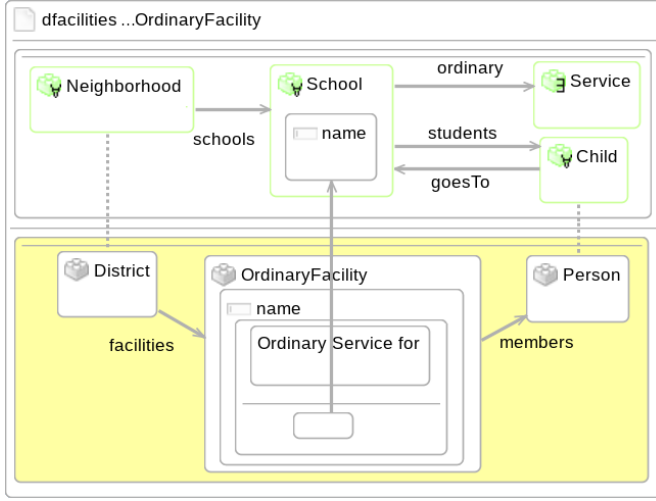 dfacilities ...OrdinaryFacility
ordinary
Neighborhood
School
Service
schools
name
students
Child
goesTo
District
OrdinaryFacility
Person
name
facilities
Ordinary Service for
members